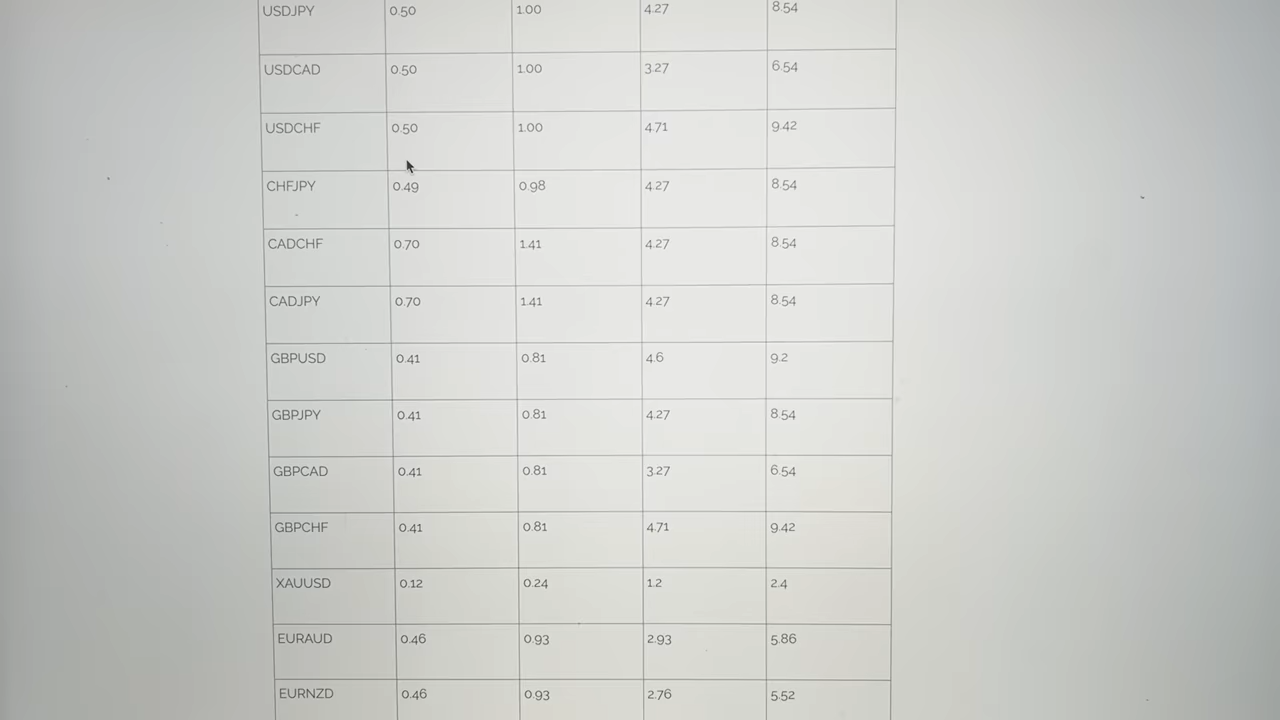 USDJPY 0.50 1.00 4.27 8.54
USDCAD 0.50 1.00 3.27 6.54
USDCHF 0.50 1.00 4.71 9.42
CHFJPY 0.49 0.98 4.27 8.54
CADCHF 0.70 1.41 4.27 8.54
CADJPY 0.70 1.41 4.27 8.54
GBPUSD 0.41 0.81 4.6 9.2
GBPJPY 0.41 0.81 4.27 8.54
GBPCAD 0.41 0.81 3.27 6.54
GBPCHF 0.41 0.81 4.71 9.42
XAUUSD 0.12 0.24 1.2 2.4
EURAUD 0.46 0.93 2.93 5.86
EURNZD 0.46 0.93 2.76 5.52